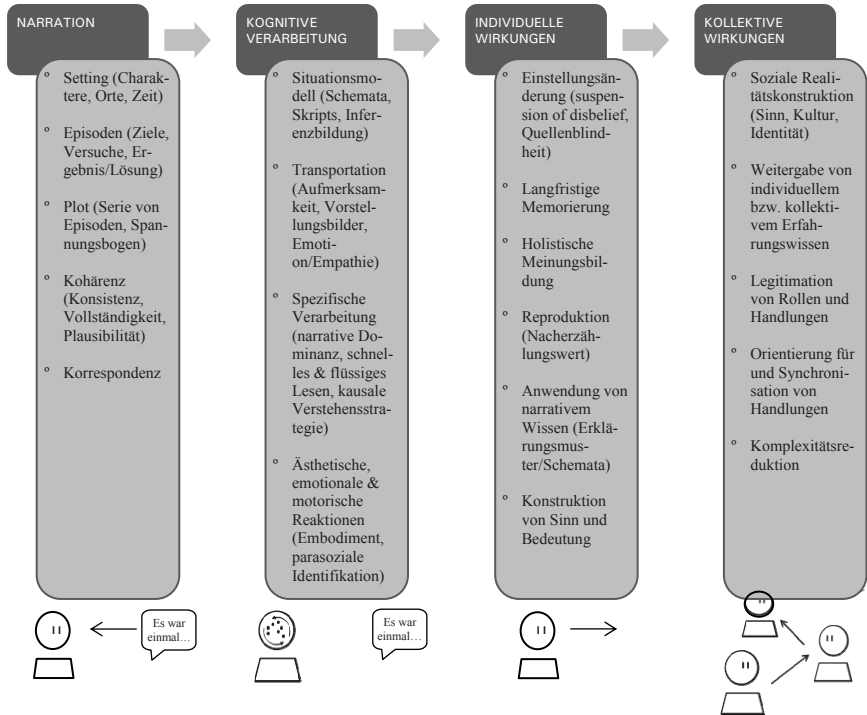 NARRATION
º Setting (Charak-
tere, Orte, Zeit)
º Episoden (Ziele,
Versuche, Er-
gebnis/Lösung)
º Plot (Serie von
Episoden, Span-
nungsbogen)
º Kohärenz
(Konsistenz,
Vollständigkeit,
Plausibilität)
º Korrespondenz
Es war
einmal…
KOGNITIVE
VERARBEITUNG
º Situationsmo-
dell (Schemata,
Skripts, Infer-
enzbildung)
º Transportation
(Aufmerksam-
keit, Vorstel-
lungsbilder,
Emoti-
on/Empathie)
º Spezifische
Verarbeitung
(narrative Do-
minanz, schnel-
les & flüssiges
Lesen, kausale
Verstehensstra-
tegie)
º Ästhetische,
emotionale &
motorische
Reaktionen
(Embodiment,
parasoziale
Identifikation)
Es war
einmal…
INDIVIDUELLE
WIRKUNGEN
º Einstellungsän-
derung (suspen-
sion of disbelief,
Quellenblind-
heit)
º Langfristige
Memorierung
º Holistische
Meinungsbil-
dung
º Reproduktion
(Nacherzäh-
lungswert)
º Anwendung von
narrativem
Wissen (Erklä-
rungsmus-
ter/Schemata)
º Konstruktion
von Sinn und
Bedeutung
KOLLEKTIVE
WIRKUNGEN
º Soziale Reali-
tätskonstruktion
(Sinn, Kultur,
Identität)
º Weitergabe von
individuellem
bzw. kollekti-
vem Erfah-
rungswissen
º Legitimation
von Rollen und
Handlungen
º Orientierung für
und Synchroni-
sation von
Handlungen
º Komplexitätsre-
duktion